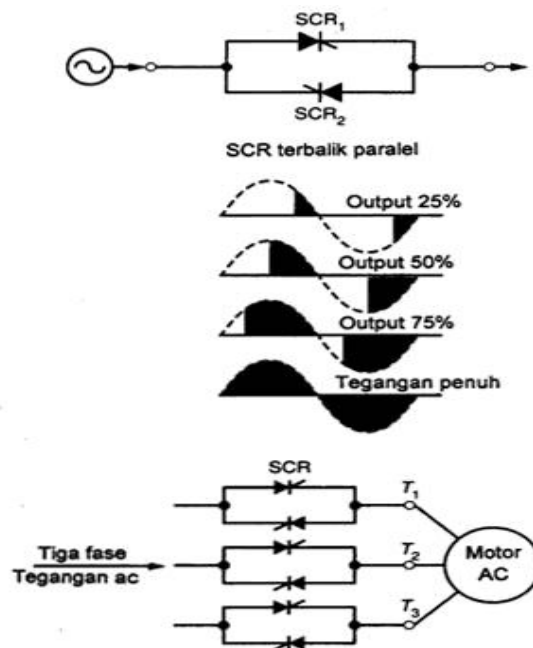 SCR1
SCR2
SCR terbalik paralel
Output 25%
Output 50%
Output 75%
Tegangan penuh
SCR
T1
Tiga fase
Tegangan ac
T2
Motor
AC
T3